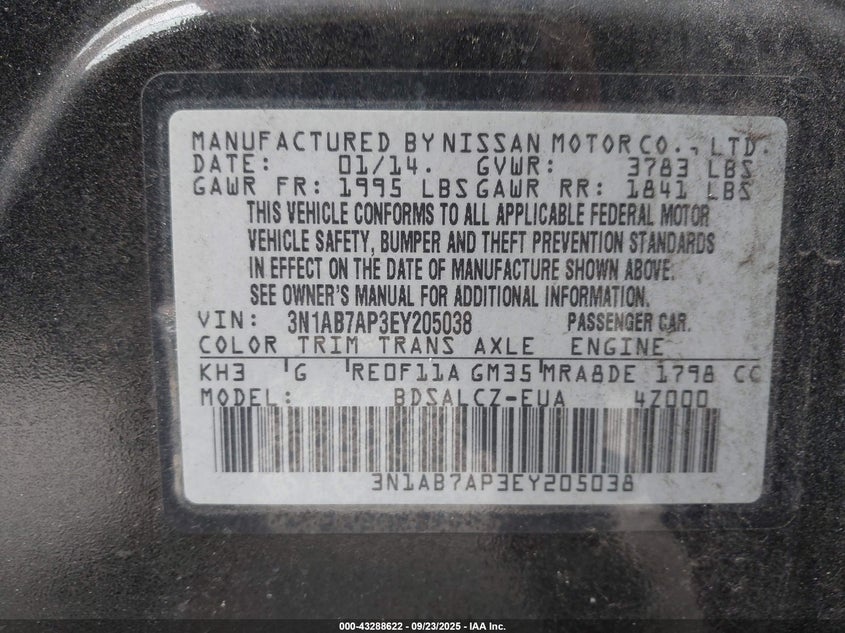 MANUFACTURED BY NISSAN MOTOR CO., LTD.
DATE: 01/14. GVWR: 3783 LBS
GAWR FR: 1995 LBS GAWR RR: 1841 LBS
THIS VEHICLE CONFORMS TO ALL APPLICABLE FEDERAL MOTOR
VEHICLE SAFETY, BUMPER AND THEFT PREVENTION STANDARDS
IN EFFECT ON THE DATE OF MANUFACTURE SHOWN ABOVE.
SEE OWNER'S MANUAL FOR ADDITIONAL INFORMATION.
VIN: 3N1AB7AP3EY205038 PASSENGER CAR.
COLOR TRIM TRANS AXLE ENGINE
KH3 G RE0F11A GM35 MRA8DE 1798 CC
MODEL: BDSALCZ-EUA 4Z000
3N1AB7AP3EY205038
000-43288622 - 09/23/2025 - IAA Inc.